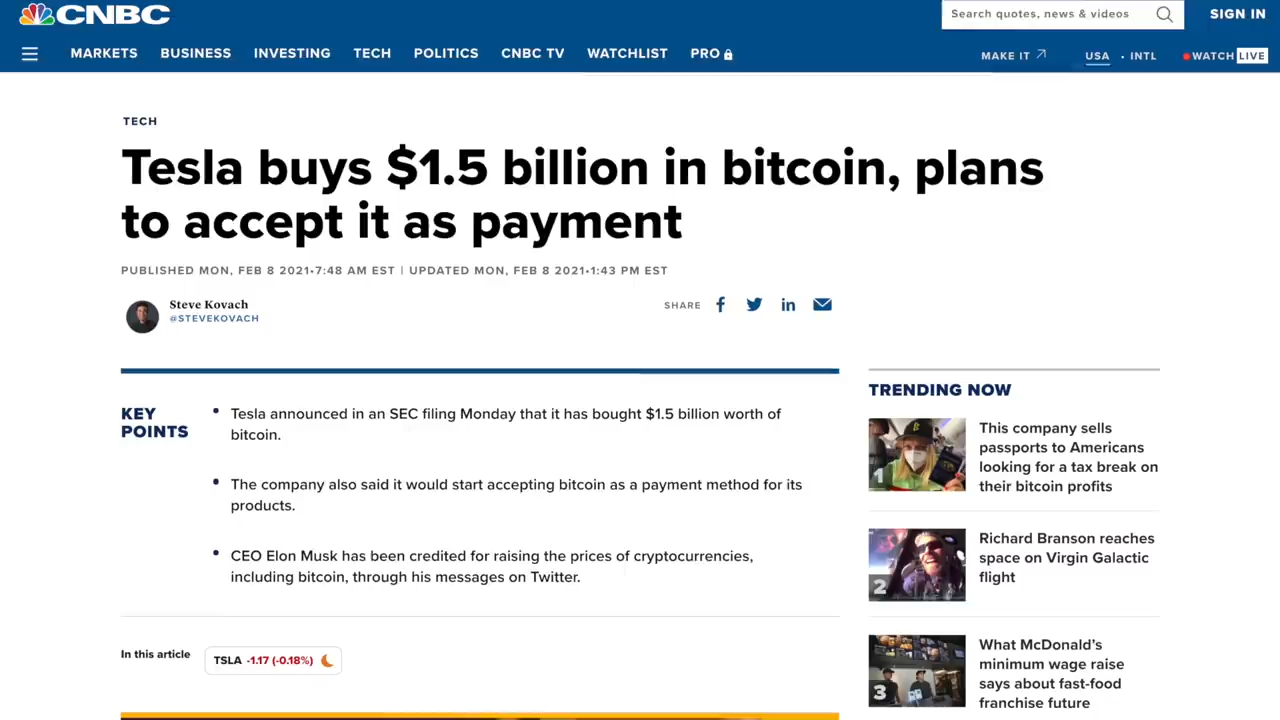 CNBC
Search quotes, news & videos
SIGN IN
MARKETS BUSINESS INVESTING TECH POLITICS CNBC TV WATCHLIST PRO
MAKE IT USA • INTL WATCH LIVE
TECH
Tesla buys $1.5 billion in bitcoin, plans
to accept it as payment
PUBLISHED MON, FEB 8 2021•7:48 AM EST | UPDATED MON, FEB 8 2021•1:43 PM EST
Steve Kovach
@STEVEKOVACH
SHARE
KEY
POINTS
Tesla announced in an SEC filing Monday that it has bought $1.5 billion worth of
bitcoin.
The company also said it would start accepting bitcoin as a payment method for its
products.
CEO Elon Musk has been credited for raising the prices of cryptocurrencies,
including bitcoin, through his messages on Twitter.
In this article
TSLA -1.17 (-0.18%)
TRENDING NOW
1
This company sells
passports to Americans
looking for a tax break on
their bitcoin profits
2
Richard Branson reaches
space on Virgin Galactic
flight
3
What McDonald's
minimum wage raise
says about fast-food
franchise future